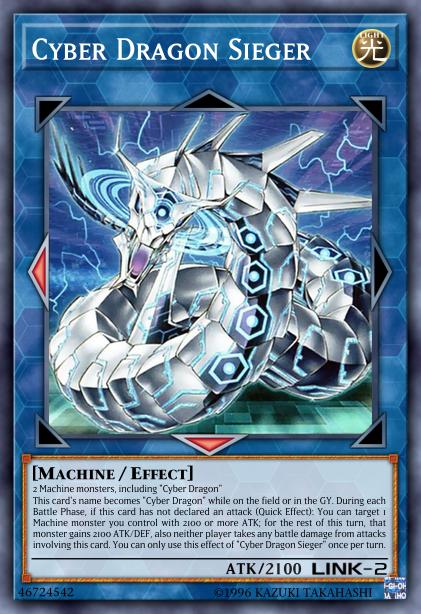 CYBER DRAGON SIEGER
LIGHT
光
[MACHINE / EFFECT]
2 Machine monsters, including "Cyber Dragon"
This card's name becomes "Cyber Dragon" while on the field or in the GY. During each
Battle Phase, if this card has not declared an attack (Quick Effect): You can target 1
Machine monster you control with 2100 or more ATK; for the rest of this turn, that
monster gains 2100 ATK/DEF, also neither player takes any battle damage from attacks
involving this card. You can only use this effect of "Cyber Dragon Sieger" once per turn.
ATK/2100 LINK-2
46724542 ©1996 KAZUKI TAKAHASHI